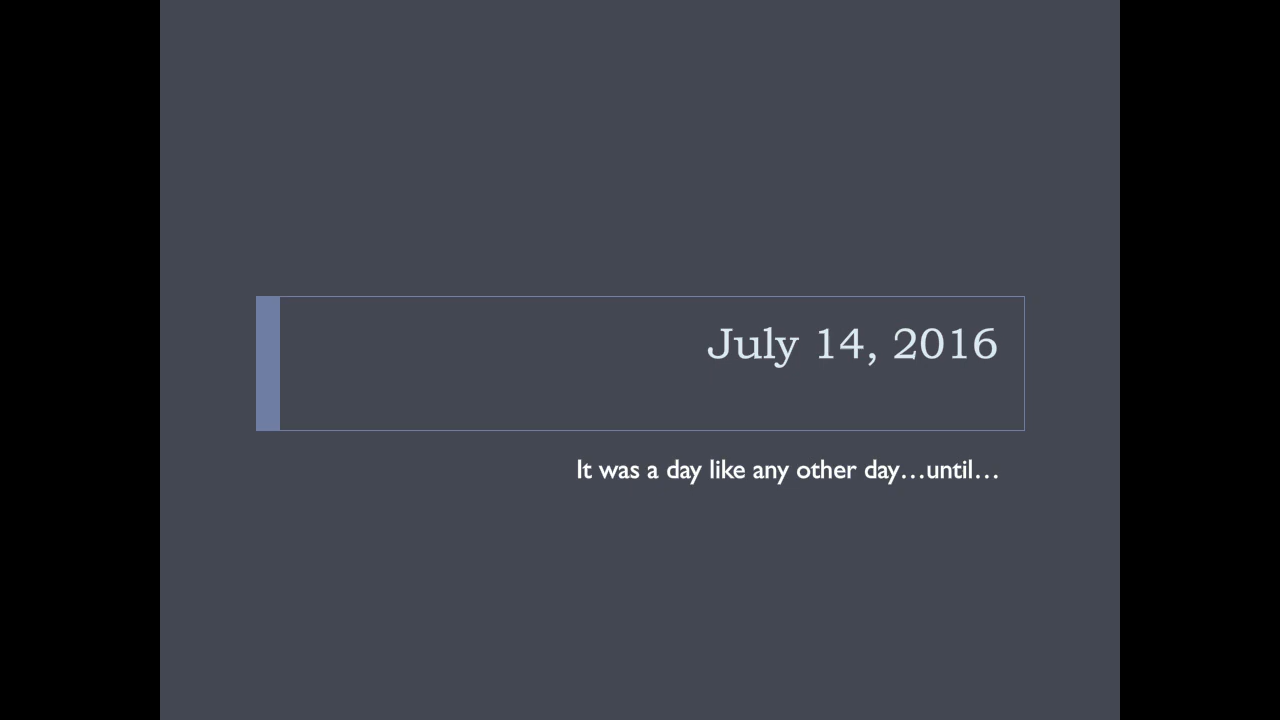 July 14, 2016
It was a day like any other day…until…